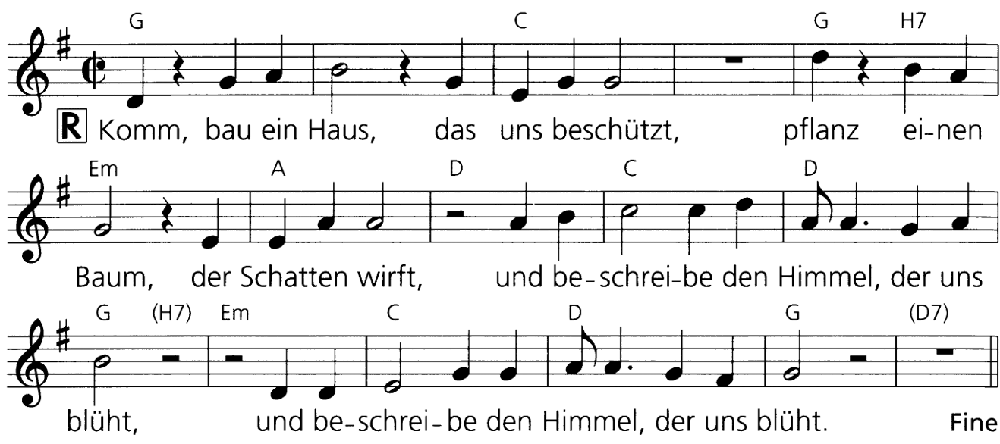 G C G H7
R Komm, bau ein Haus, das uns beschützt, pflanz ei-nen
Em A D C D
Baum, der Schatten wirft, und be-schrei-be den Himmel, der uns
G (H7) Em C D G (D7)
blüht, und be-schrei-be den Himmel, der uns blüht. Fine